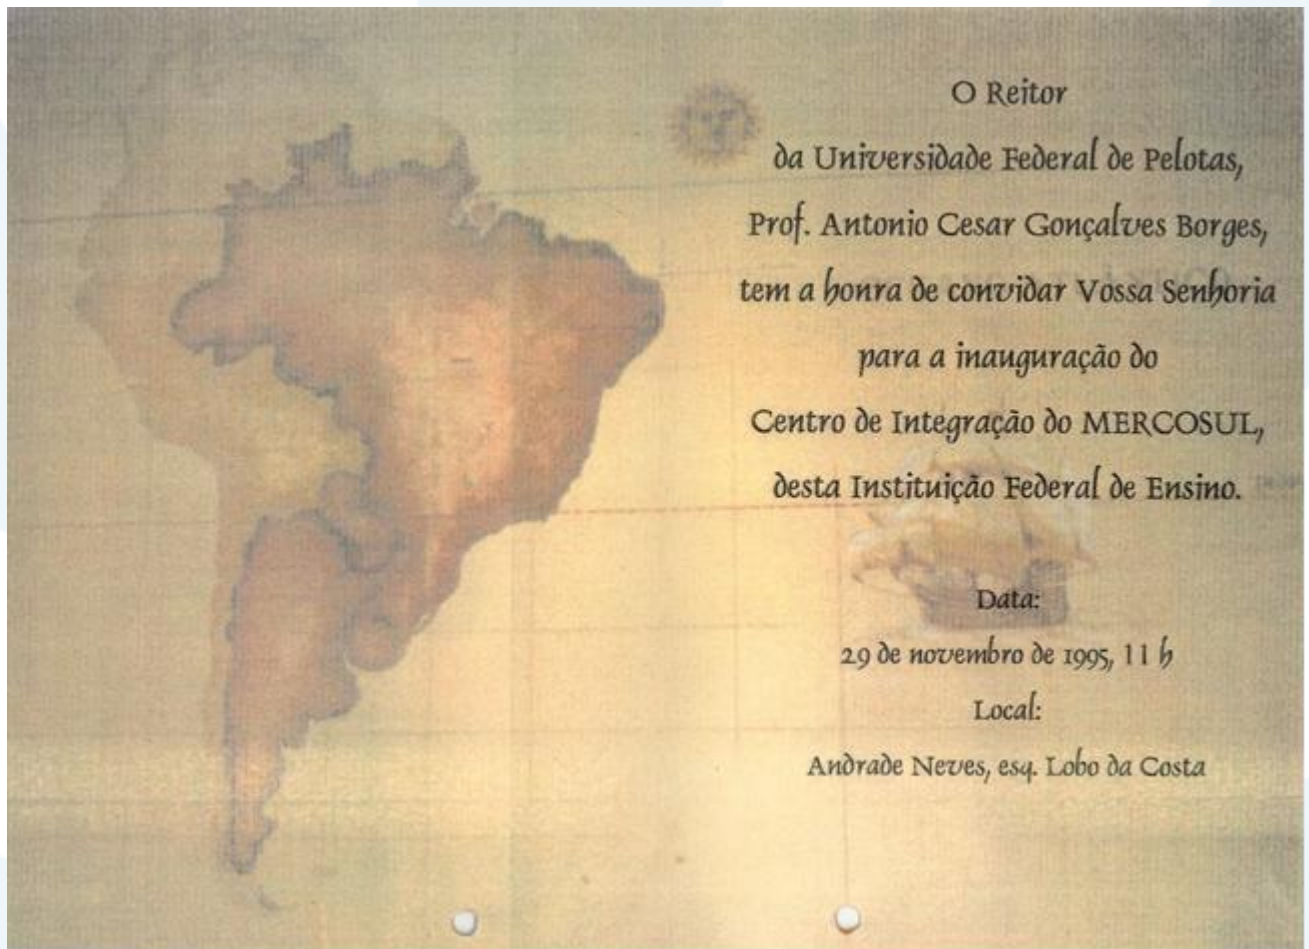 O Reitor
da Universidade Federal de Pelotas,
Prof. Antonio Cesar Gonçalves Borges,
tem a honra de convidar Vossa Senhoria
para a inauguração do
Centro de Integração do MERCOSUL,
desta Instituição Federal de Ensino.
Data:
29 de novembro de 1995, 11 h
Local:
Andrade Neves, esq. Lobo da Costa